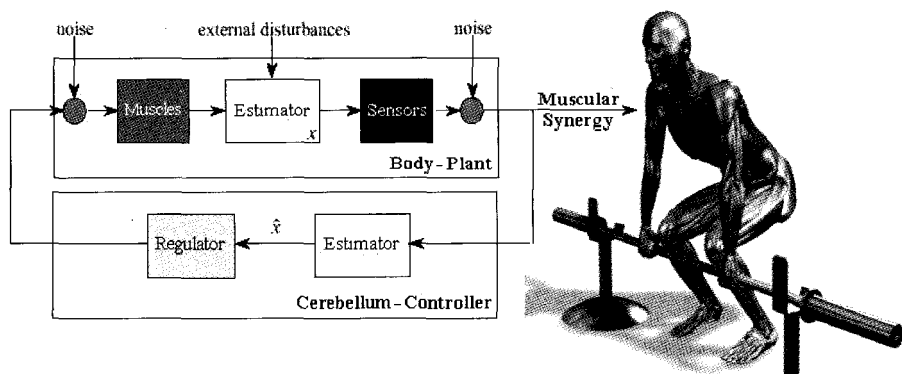 noise
external disturbances
noise
Muscles
Estimator
x
Sensors
Muscular
Synergy
Body-Plant
Regulator
x̂
Estimator
Cerebellum-Controller